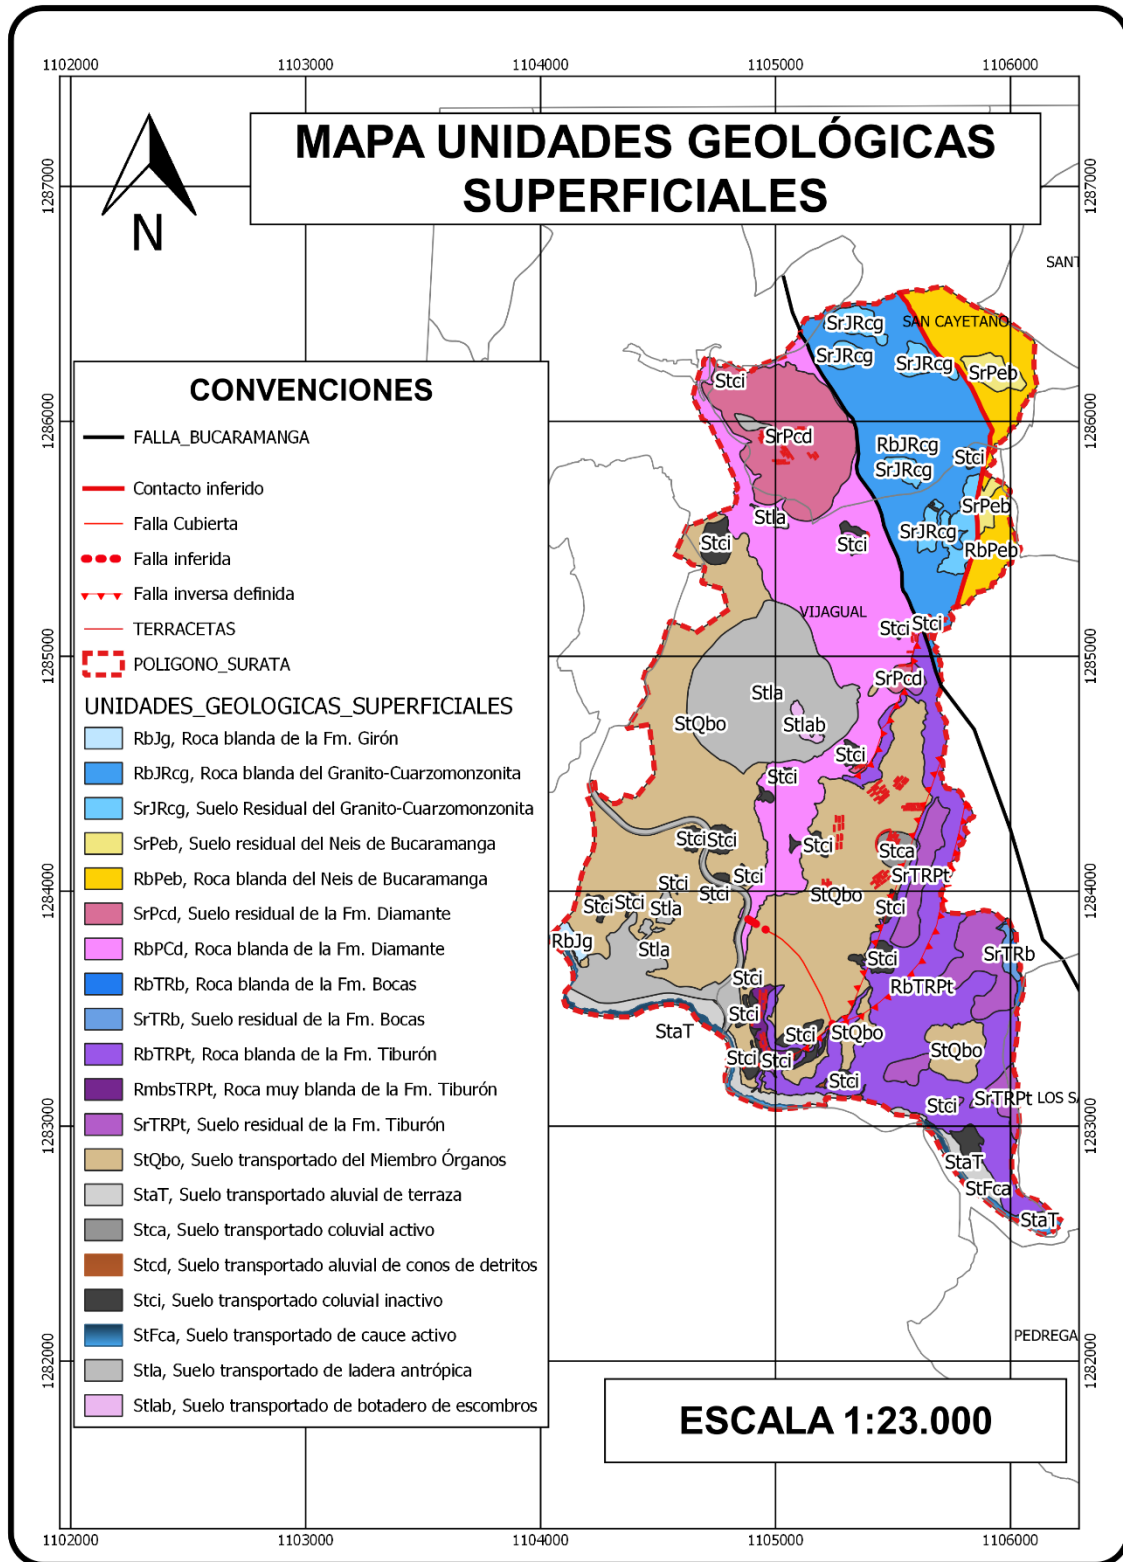 1102000 1103000 1104000 1105000 1106000
MAPA UNIDADES GEOLÓGICAS
SUPERFICIALES
N
1287000
1287000
SANT
SAN CAYETANO
SrJRcg
SrJRcg
SrJRcg
SrPeb
Stci
1286000
1286000
SrPcd
RbJRcg
SrJRcg
Stci
Stla
SrPeb
SrJRcg
Stci
Stci
RbPeb
VIJAGUAL
Stci
Stci
1285000
1285000
SrPcd
Stla
StQbo
Stlab
Stci
Stci
Stci
Stci
Stci
Stca
SrTRPt
1284000
1284000
Stci
Stci
Stci
StQbo
Stci
Stci
Stla
Stci
RbJg
Stla
Stci
SrTRb
Stci
RbTRPt
Stci
StaT
Stci
StQbo
StQbo
Stci
Stci
Stci
Stci
SrTRPt
LOS SA
1283000
1283000
StaT
StFca
StaT
PEDREGA
1282000
1282000
CONVENCIONES
FALLA_BUCARAMANGA
Contacto inferido
Falla Cubierta
Falla inferida
Falla inversa definida
TERRACETAS
POLIGONO_SURATA
UNIDADES_GEOLOGICAS_SUPERFICIALES
RbJg, Roca blanda de la Fm. Girón
RbJRcg, Roca blanda del Granito-Cuarzomonzonita
SrJRcg, Suelo Residual del Granito-Cuarzomonzonita
SrPeb, Suelo residual del Neis de Bucaramanga
RbPeb, Roca blanda del Neis de Bucaramanga
SrPcd, Suelo residual de la Fm. Diamante
RbPCd, Roca blanda de la Fm. Diamante
RbTRb, Roca blanda de la Fm. Bocas
SrTRb, Suelo residual de la Fm. Bocas
RbTRPt, Roca blanda de la Fm. Tiburón
RmbsTRPt, Roca muy blanda de la Fm. Tiburón
SrTRPt, Suelo residual de la Fm. Tiburón
StQbo, Suelo transportado del Miembro Órganos
StaT, Suelo transportado aluvial de terraza
Stca, Suelo transportado coluvial activo
Stcd, Suelo transportado aluvial de conos de detritos
Stci, Suelo transportado coluvial inactivo
StFca, Suelo transportado de cauce activo
Stla, Suelo transportado de ladera antrópica
Stlab, Suelo transportado de botadero de escombros
ESCALA 1:23.000
1102000 1103000 1104000 1105000 1106000